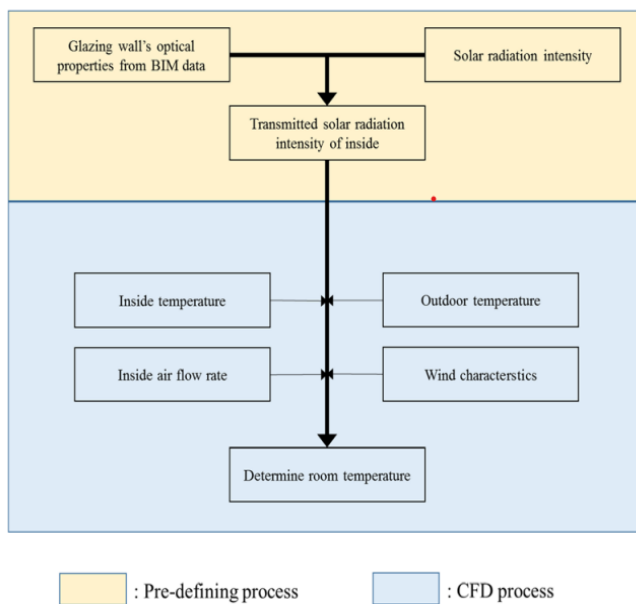 Glazing wall's optical
properties from BIM data
Solar radiation intensity
Transmitted solar radiation
intensity of inside
Inside temperature
Outdoor temperature
Inside air flow rate
Wind characterstics
Determine room temperature
: Pre-defining process
: CFD process